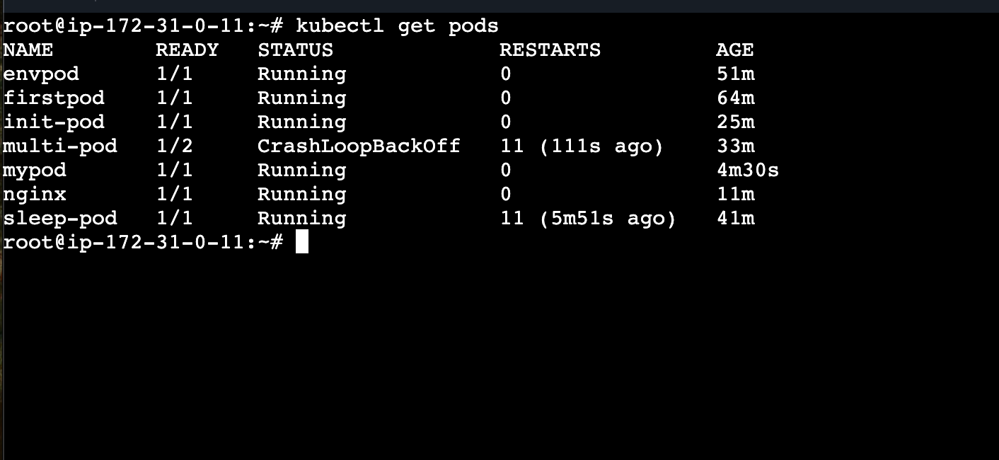 root@ip-172-31-0-11:~# kubectl get pods
NAME        READY   STATUS             RESTARTS         AGE
envpod      1/1     Running            0                51m
firstpod    1/1     Running            0                64m
init-pod    1/1     Running            0                25m
multi-pod   1/2     CrashLoopBackOff   11 (111s ago)    33m
mypod       1/1     Running            0                4m30s
nginx       1/1     Running            0                11m
sleep-pod   1/1     Running            11 (5m51s ago)   41m
root@ip-172-31-0-11:~#